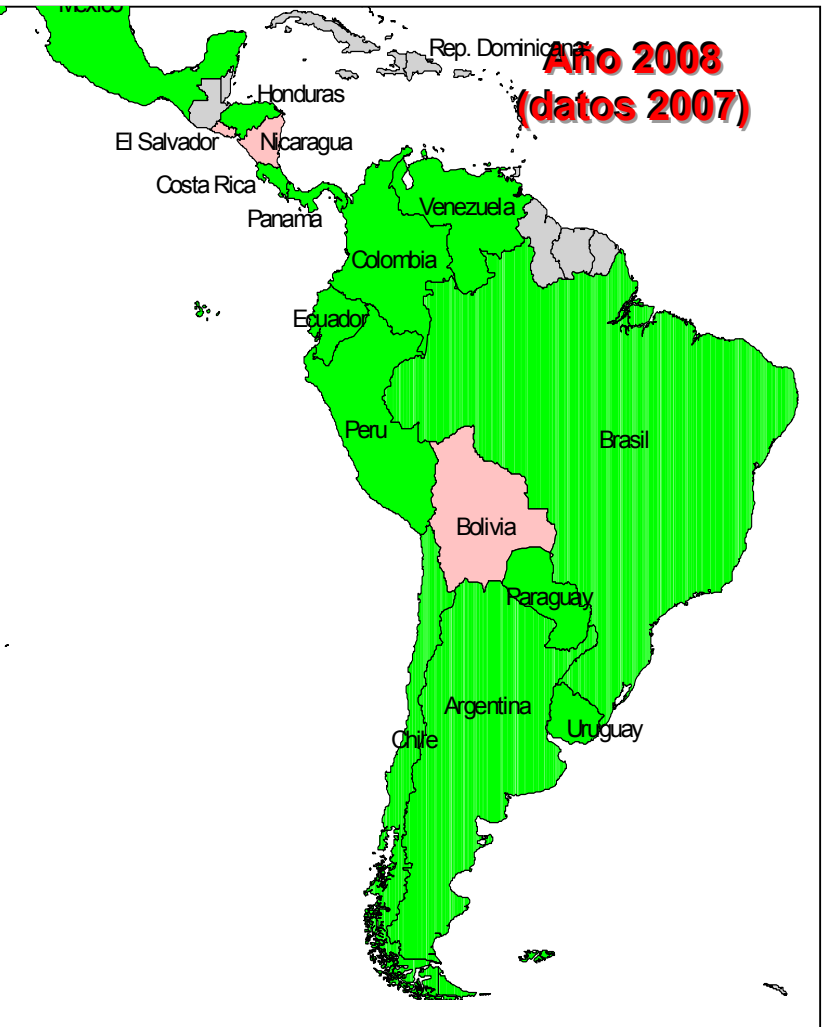 Mexico
Rep. Dominicana
Año 2008
(datos 2007)
Honduras
El Salvador
Nicaragua
Costa Rica
Panama
Venezuela
Colombia
Ecuador
Peru
Brasil
Bolivia
Paraguay
Argentina
Uruguay
Chile